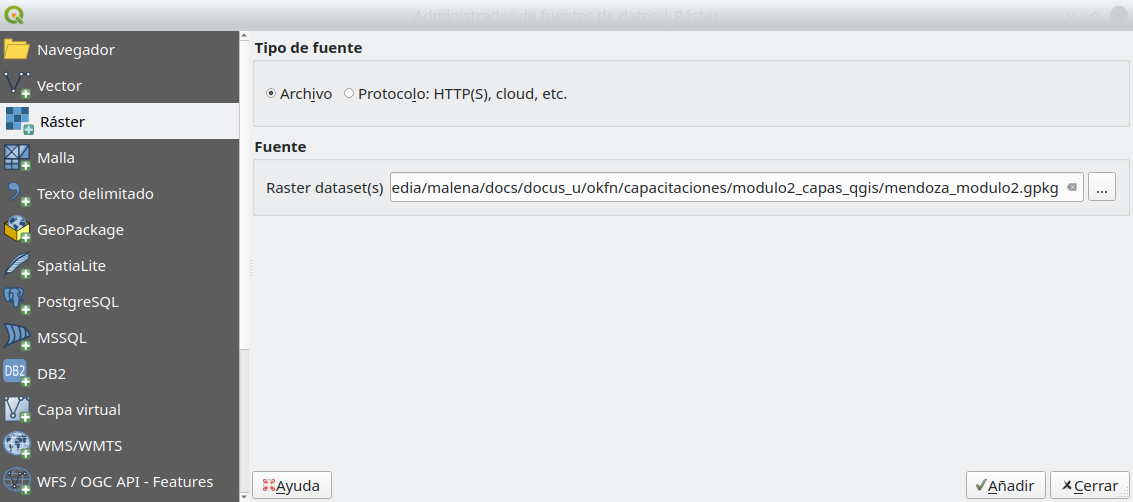 Administrador de fuentes de datos | Ráster
Navegador
Vector
Ráster
Malla
Texto delimitado
GeoPackage
SpatiaLite
PostgreSQL
MSSQL
DB2
DB2
Capa virtual
WMS/WMTS
WFS / OGC API - Features
Tipo de fuente
Archivo Protocolo: HTTP(S), cloud, etc.
Fuente
Raster dataset(s) edia/malena/docs/docus_u/okfn/capacitaciones/modulo2_capas_qgis/mendoza_modulo2.gpkg ...
Ayuda Añadir Cerrar